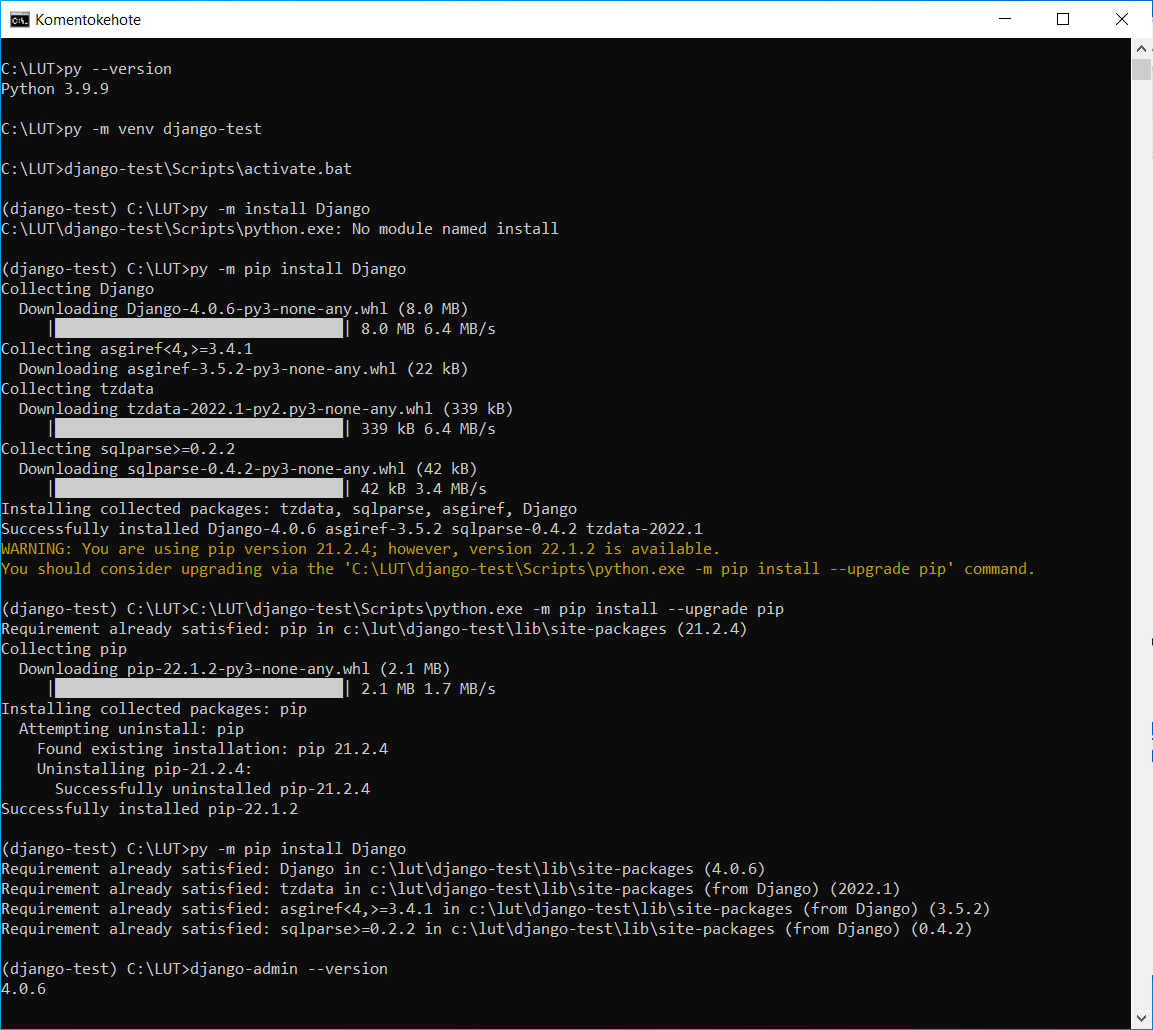 Komentokehote
C:\LUT>py --version
Python 3.9.9
C:\LUT>py -m venv django-test
C:\LUT>django-test\Scripts\activate.bat
(django-test) C:\LUT>py -m install Django
C:\LUT\django-test\Scripts\python.exe: No module named install
(django-test) C:\LUT>py -m pip install Django
Collecting Django
  Downloading Django-4.0.6-py3-none-any.whl (8.0 MB)
     |████████████████████████████████| 8.0 MB 6.4 MB/s
Collecting asgiref<4,>=3.4.1
  Downloading asgiref-3.5.2-py3-none-any.whl (22 kB)
Collecting tzdata
  Downloading tzdata-2022.1-py2.py3-none-any.whl (339 kB)
     |████████████████████████████████| 339 kB 6.4 MB/s
Collecting sqlparse>=0.2.2
  Downloading sqlparse-0.4.2-py3-none-any.whl (42 kB)
     |████████████████████████████████| 42 kB 3.4 MB/s
Installing collected packages: tzdata, sqlparse, asgiref, Django
Successfully installed Django-4.0.6 asgiref-3.5.2 sqlparse-0.4.2 tzdata-2022.1
WARNING: You are using pip version 21.2.4; however, version 22.1.2 is available.
You should consider upgrading via the 'C:\LUT\django-test\Scripts\python.exe -m pip install --upgrade pip' command.
(django-test) C:\LUT>C:\LUT\django-test\Scripts\python.exe -m pip install --upgrade pip
Requirement already satisfied: pip in c:\lut\django-test\lib\site-packages (21.2.4)
Collecting pip
  Downloading pip-22.1.2-py3-none-any.whl (2.1 MB)
     |████████████████████████████████| 2.1 MB 1.7 MB/s
Installing collected packages: pip
  Attempting uninstall: pip
    Found existing installation: pip 21.2.4
    Uninstalling pip-21.2.4:
      Successfully uninstalled pip-21.2.4
Successfully installed pip-22.1.2
(django-test) C:\LUT>py -m pip install Django
Requirement already satisfied: Django in c:\lut\django-test\lib\site-packages (4.0.6)
Requirement already satisfied: tzdata in c:\lut\django-test\lib\site-packages (from Django) (2022.1)
Requirement already satisfied: asgiref<4,>=3.4.1 in c:\lut\django-test\lib\site-packages (from Django) (3.5.2)
Requirement already satisfied: sqlparse>=0.2.2 in c:\lut\django-test\lib\site-packages (from Django) (0.4.2)
(django-test) C:\LUT>django-admin --version
4.0.6